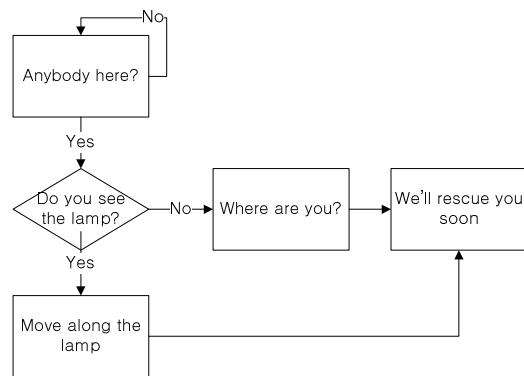 No
Anybody here?
Yes
Do you see
the lamp?
No
Where are you?
We'll rescue you
soon
Yes
Move along the
lamp